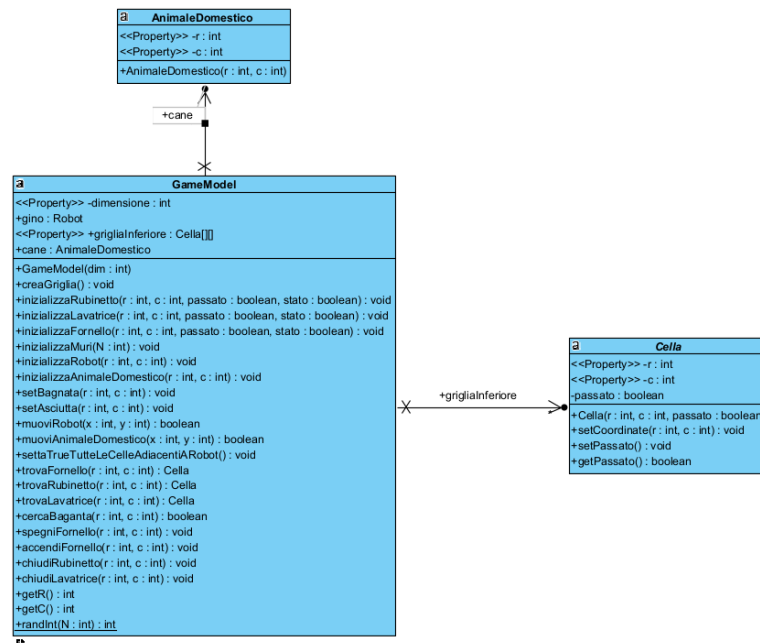 a AnimaleDomestico
<<Property>> -r : int
<<Property>> -c : int
+AnimaleDomestico(r : int, c : int)
+cane
a GameModel
<<Property>> -dimensione : int
+gino : Robot
<<Property>> +grigliaInferiore : Cella[][]
+cane : AnimaleDomestico
+GameModel(dim : int)
+creaGriglia() : void
+inizializzaRubinetto(r : int, c : int, passato : boolean, stato : boolean) : void
+inizializzaLavatrice(r : int, c : int, passato : boolean, stato : boolean) : void
+inizializzaFornello(r : int, c : int, passato : boolean, stato : boolean) : void
+inizializzaMuri(N : int) : void
+inizializzaRobot(r : int, c : int) : void
+inizializzaAnimaleDomestico(r : int, c : int) : void
+setBagnata(r : int, c : int) : void
+setAsciutta(r : int, c : int) : void
+muoviRobot(x : int, y : int) : boolean
+muoviAnimaleDomestico(x : int, y : int) : boolean
+settaTrueTutteLeCelleAdiacentiARobot() : void
+trovaFornello(r : int, c : int) : Cella
+trovaRubinetto(r : int, c : int) : Cella
+trovaLavatrice(r : int, c : int) : Cella
+cercaBaganta(r : int, c : int) : boolean
+spegniFornello(r : int, c : int) : void
+accendiFornello(r : int, c : int) : void
+chiudiRubinetto(r : int, c : int) : void
+chiudiLavatrice(r : int, c : int) : void
+getR() : int
+getC() : int
+randInt(N : int) : int
+grigliaInferiore
a Cella
<<Property>> -r : int
<<Property>> -c : int
-passato : boolean
+Cella(r : int, c : int, passato : boolean
+setCoordinate(r : int, c : int) : void
+setPassato() : void
+getPassato() : boolean